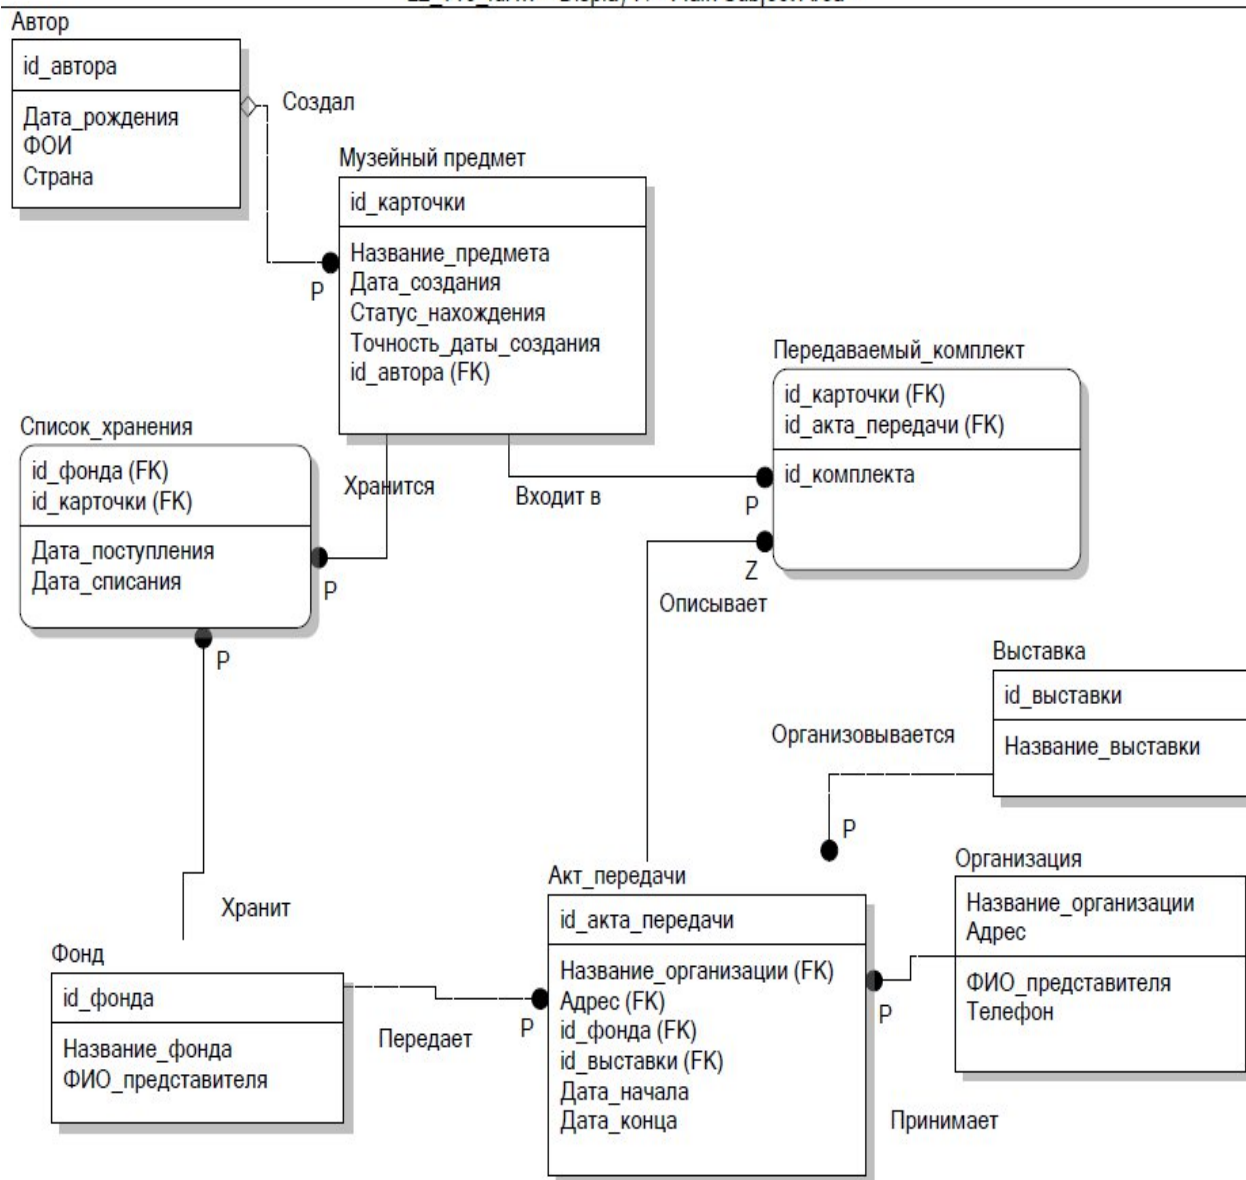 Автор
id_автора
Дата_рождения
ФОИ
Страна
Создал
Музейный предмет
id_карточки
Название_предмета
Дата_создания
Статус_нахождения
Точность_даты_создания
id_автора (FK)
P
Передаваемый_комплект
id_карточки (FK)
id_акта_передачи (FK)
id_комплекта
Список_хранения
id_фонда (FK)
id_карточки (FK)
Дата_поступления
Дата_списания
Хранится
P
Входит в
P
Z
Описывает
P
Выставка
id_выставки
Название_выставки
Организовывается
P
Организация
Название_организации
Адрес
ФИО_представителя
Телефон
Акт_передачи
id_акта_передачи
Название_организации (FK)
Адрес (FK)
id_фонда (FK)
id_выставки (FK)
Дата_начала
Дата_конца
P
Принимает
Хранит
Фонд
id_фонда
Название_фонда
ФИО_представителя
Передает
P